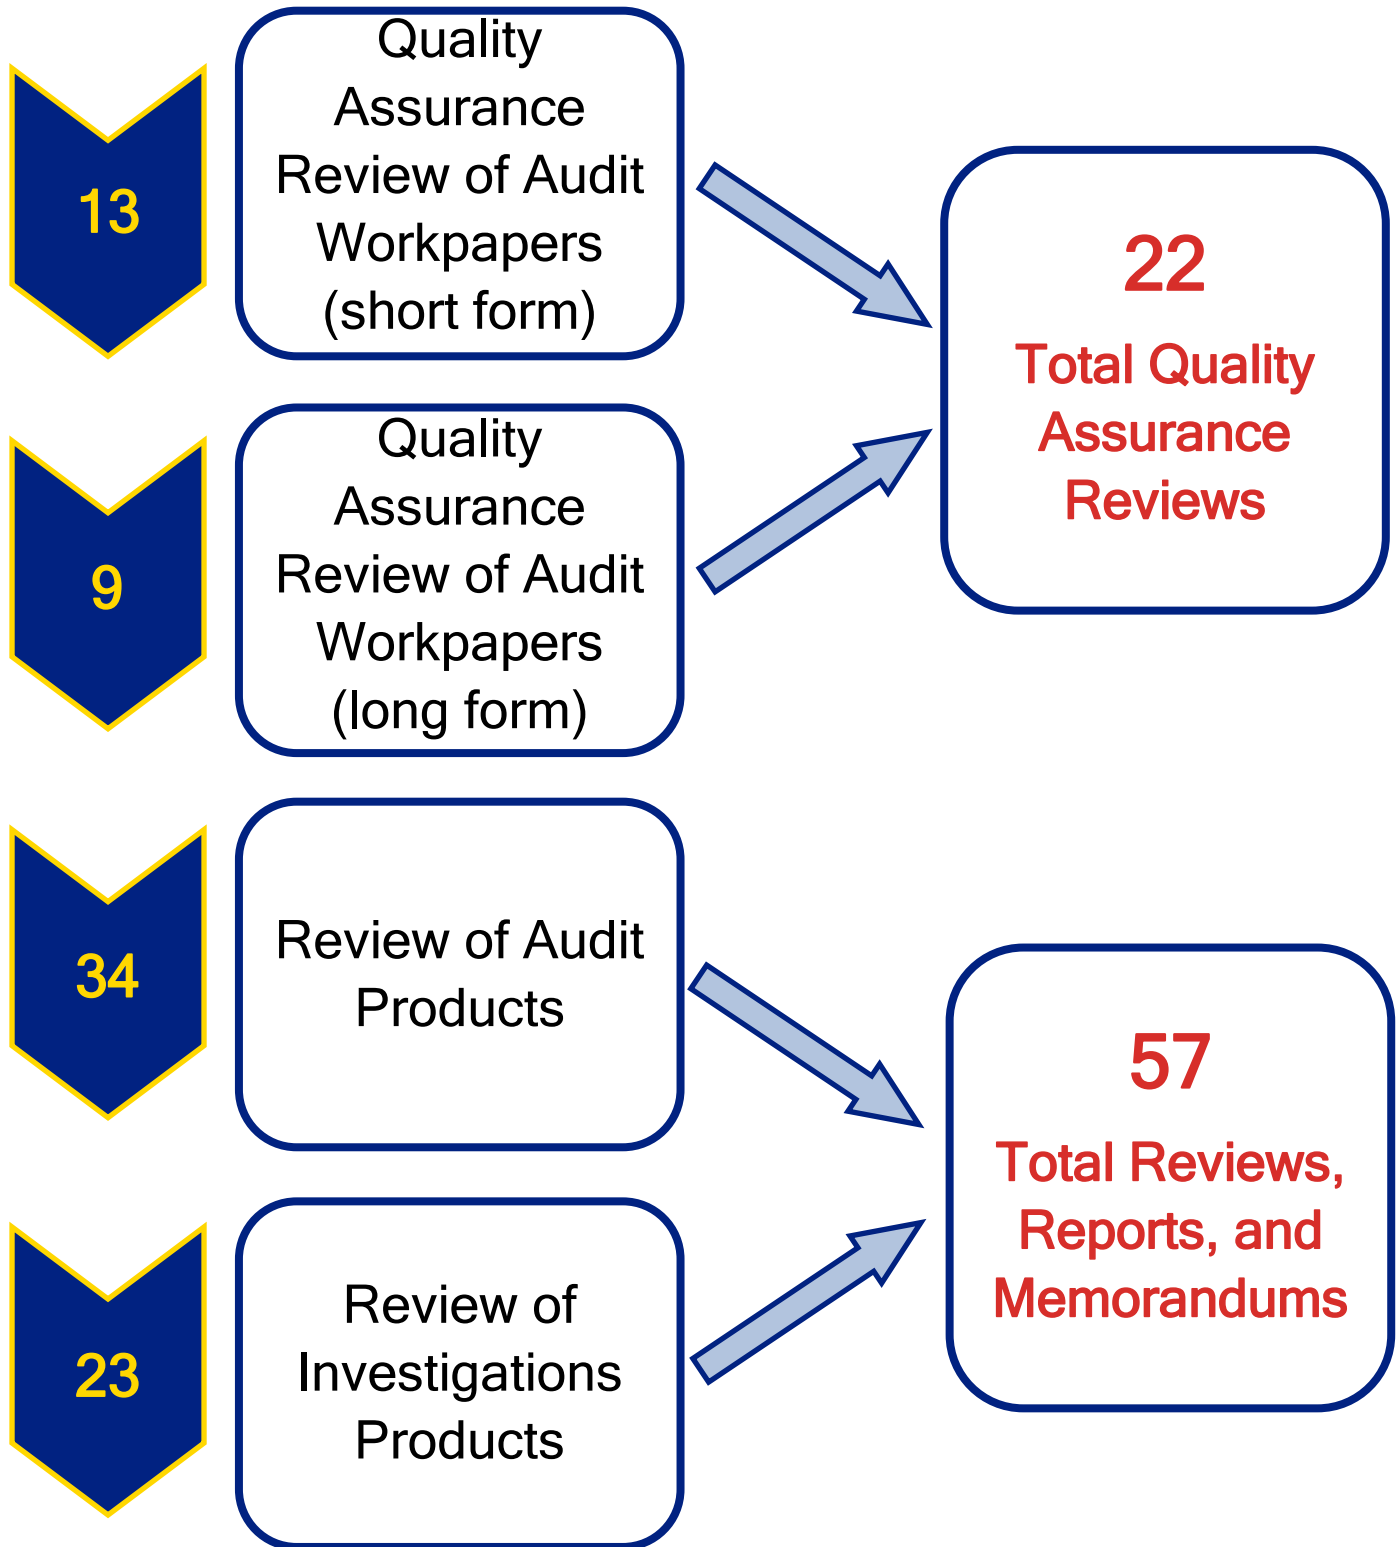 13
Quality
Assurance
Review of Audit
Workpapers
(short form)
9
Quality
Assurance
Review of Audit
Workpapers
(long form)
22
Total Quality
Assurance
Reviews
34
Review of Audit
Products
23
Review of
Investigations
Products
57
Total Reviews,
Reports, and
Memorandums